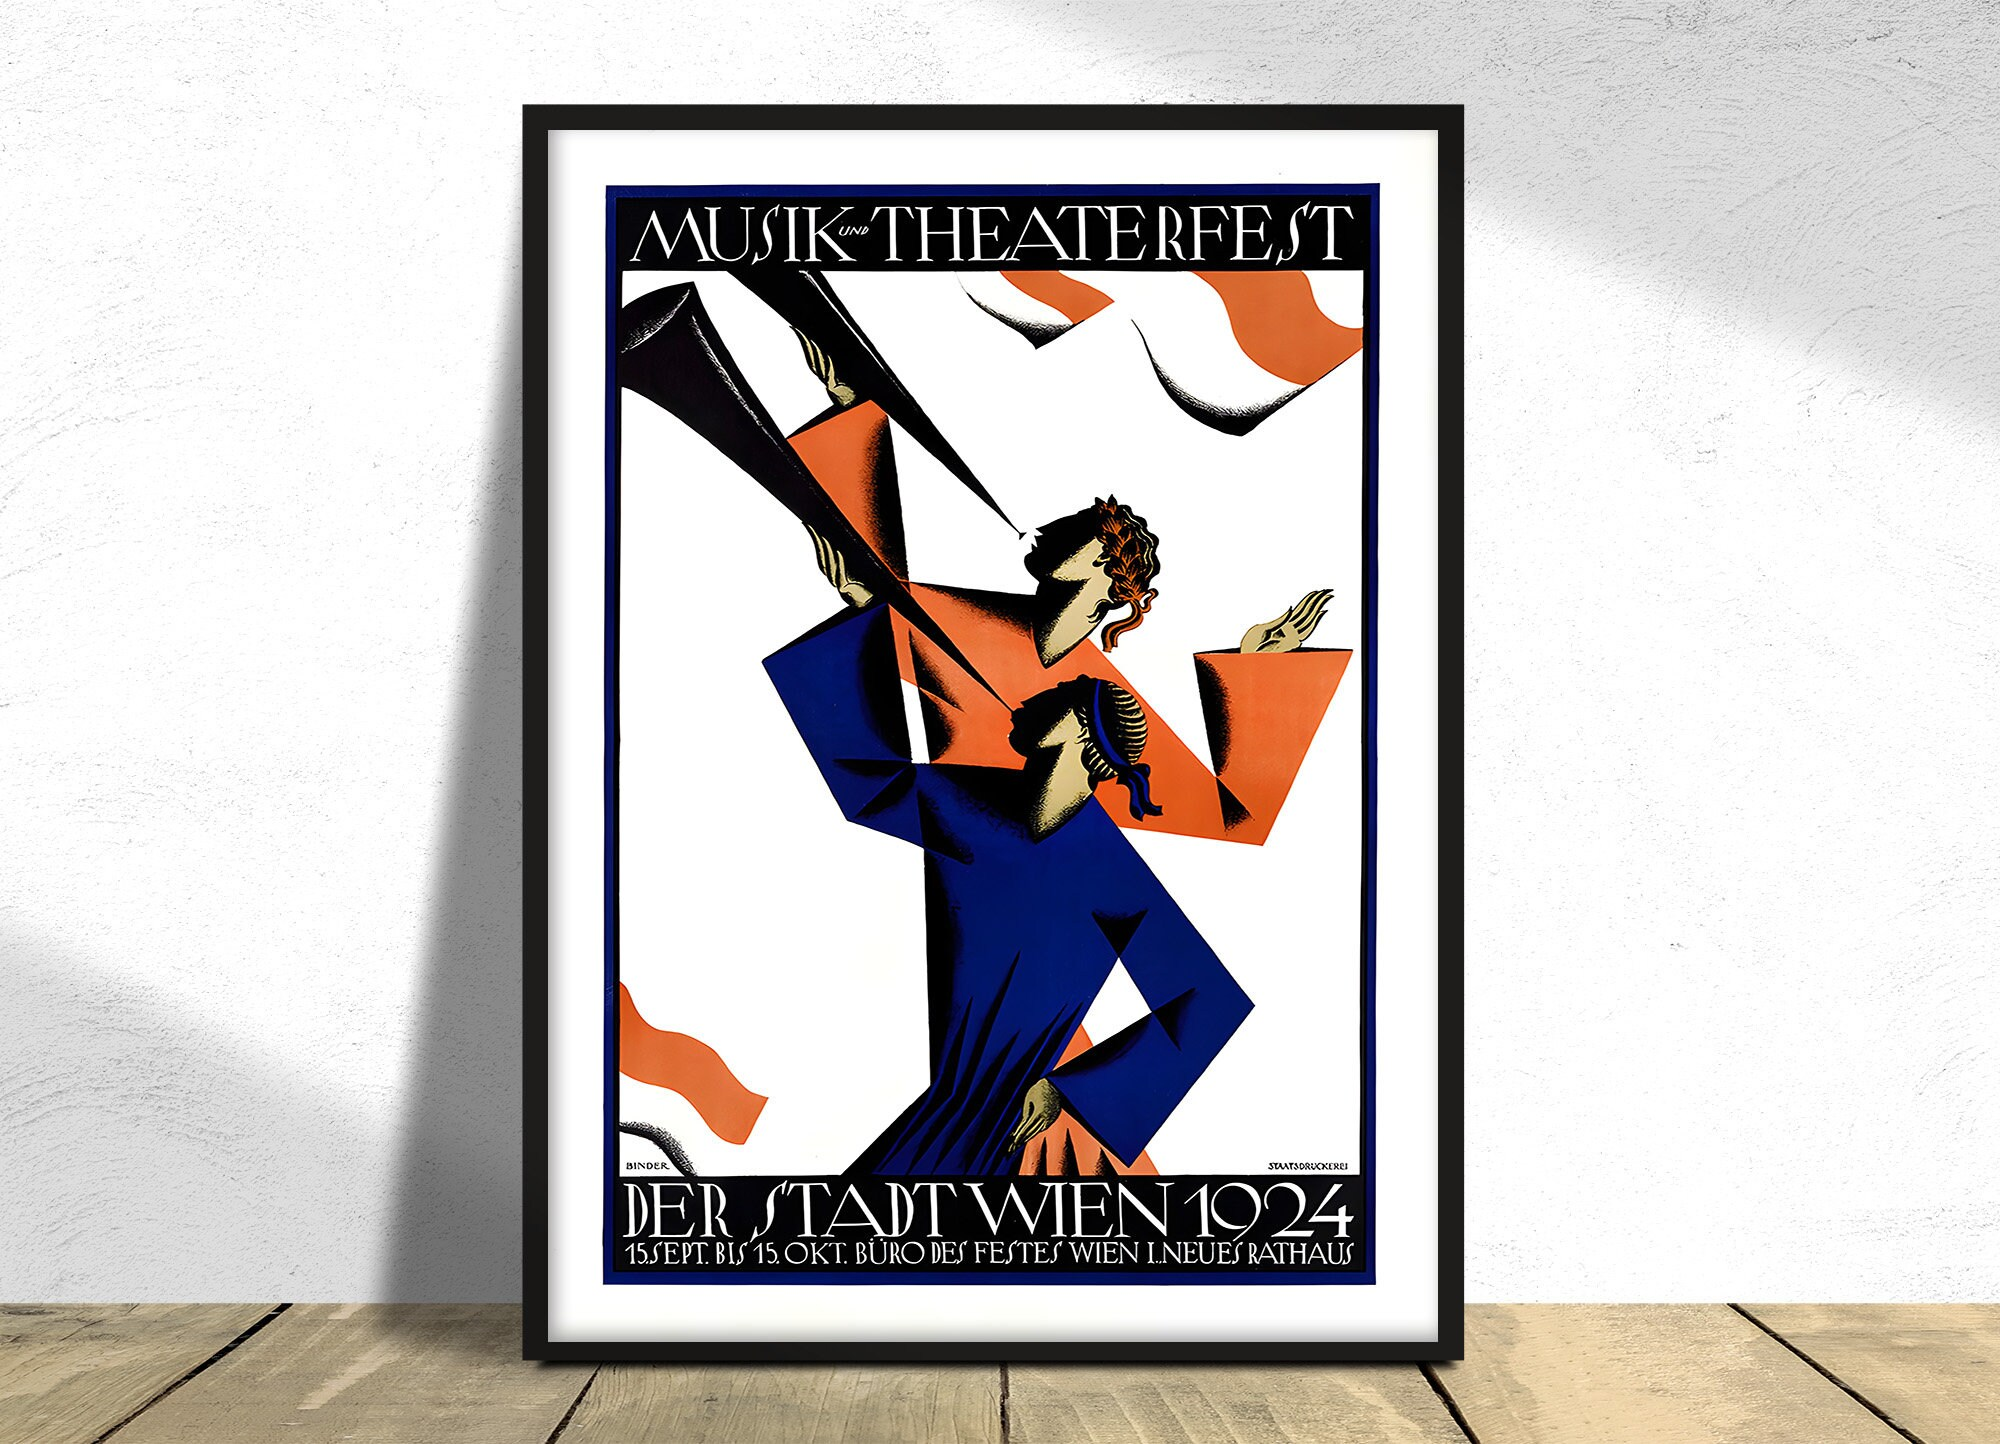 MUSIK UND THEATERFEST
BINDER
STAATSDRUCKEREI
DER STADT WIEN 1924
15. SEPT. BIS 15. OKT. BÜRO DES FESTES WIEN I., NEUES RATHAUS